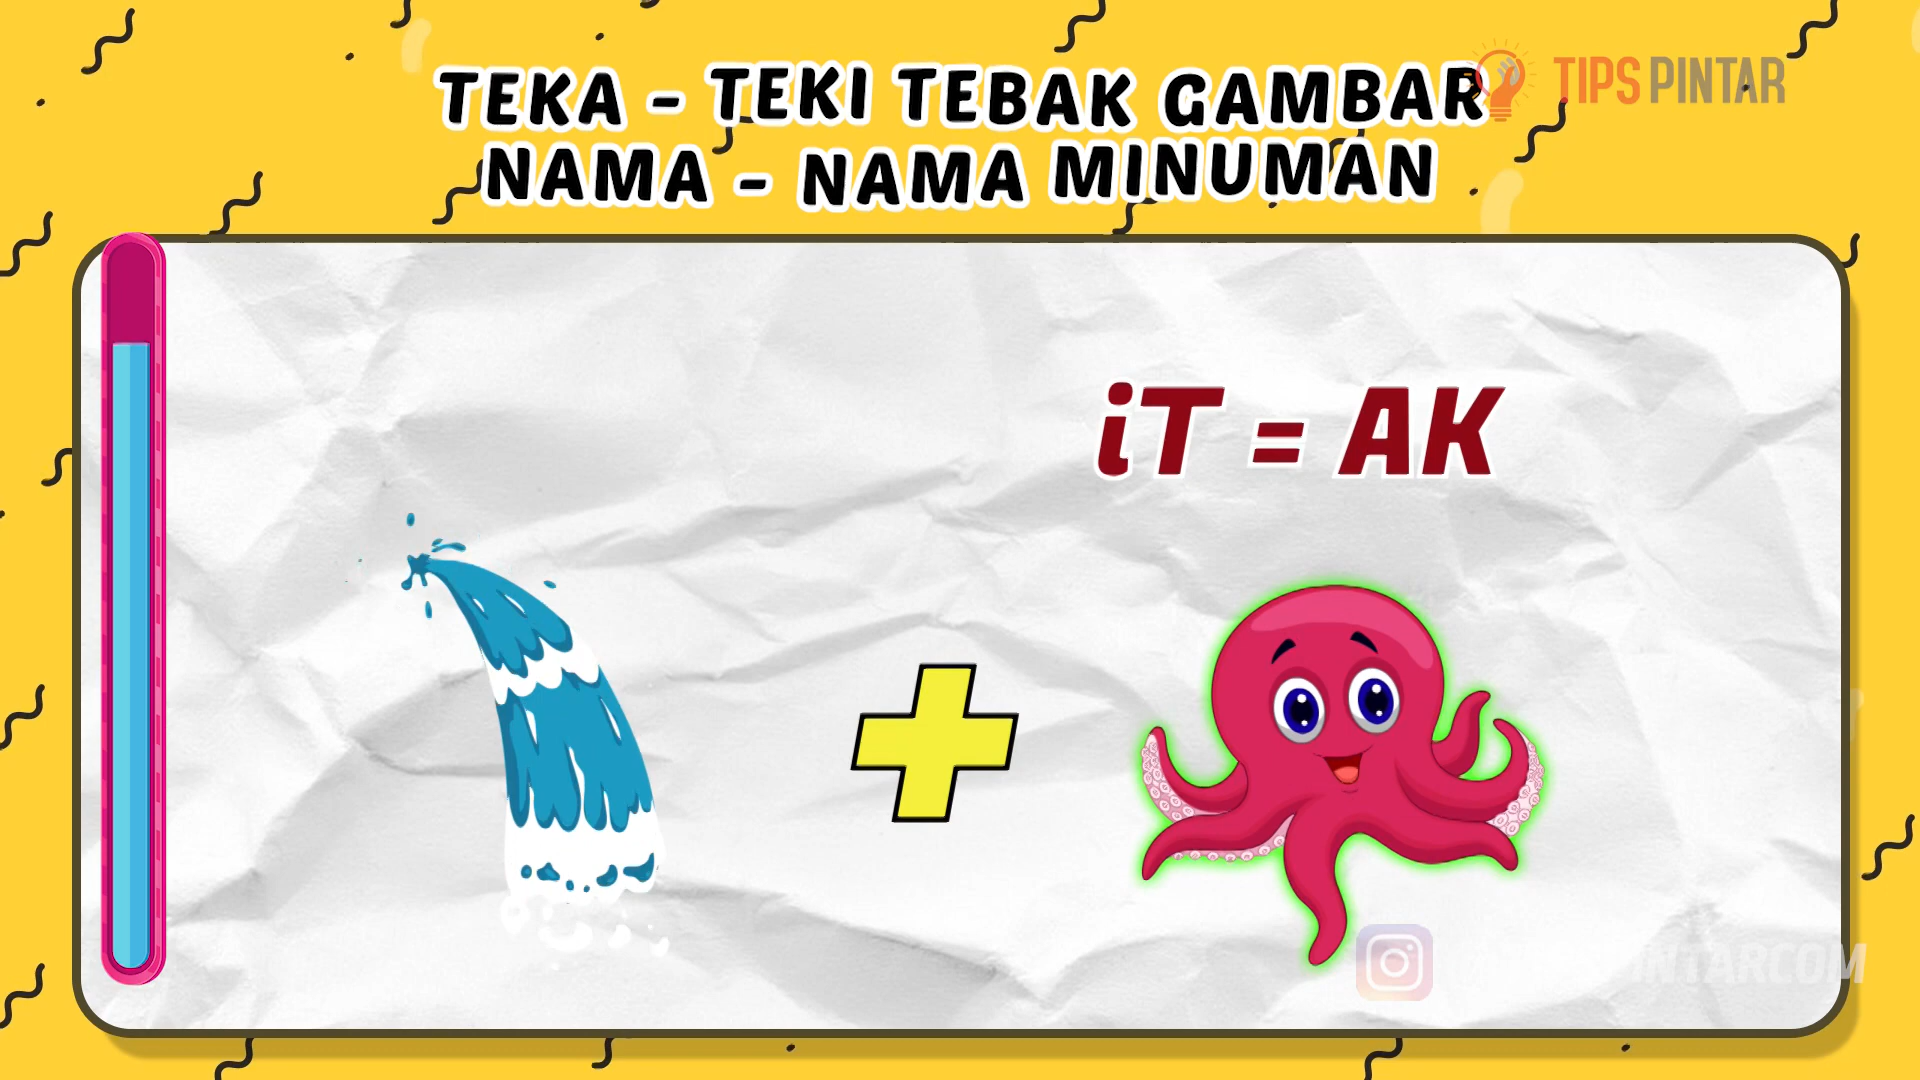 TEKA - TEKI TEBAK GAMBAR
NAMA - NAMA MINUMAN
TIPS PINTAR
iT = AK